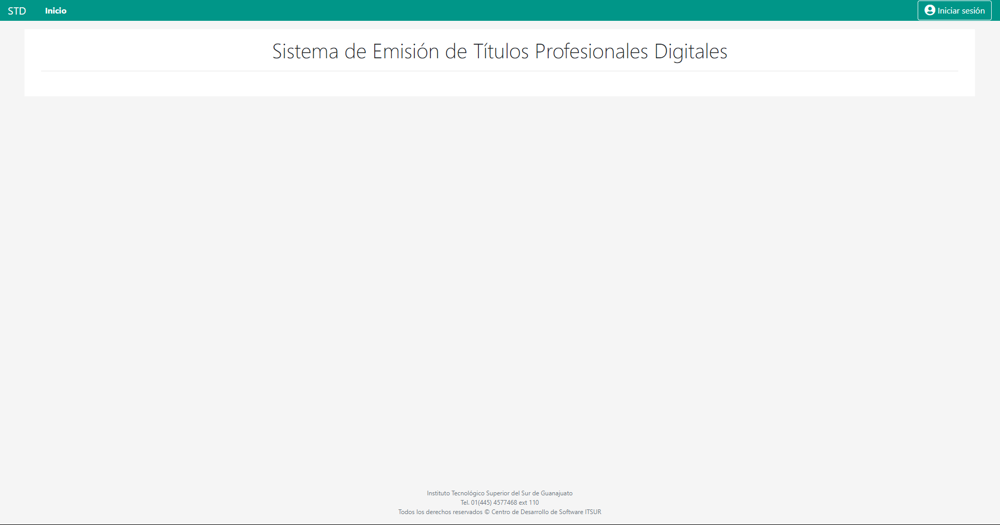 STD Inicio Iniciar sesión
Sistema de Emisión de Títulos Profesionales Digitales
Instituto Tecnológico Superior del Sur de Guanajuato
Tel. 01(445) 4577468 ext 110
Todos los derechos reservados © Centro de Desarrollo de Software ITSUR